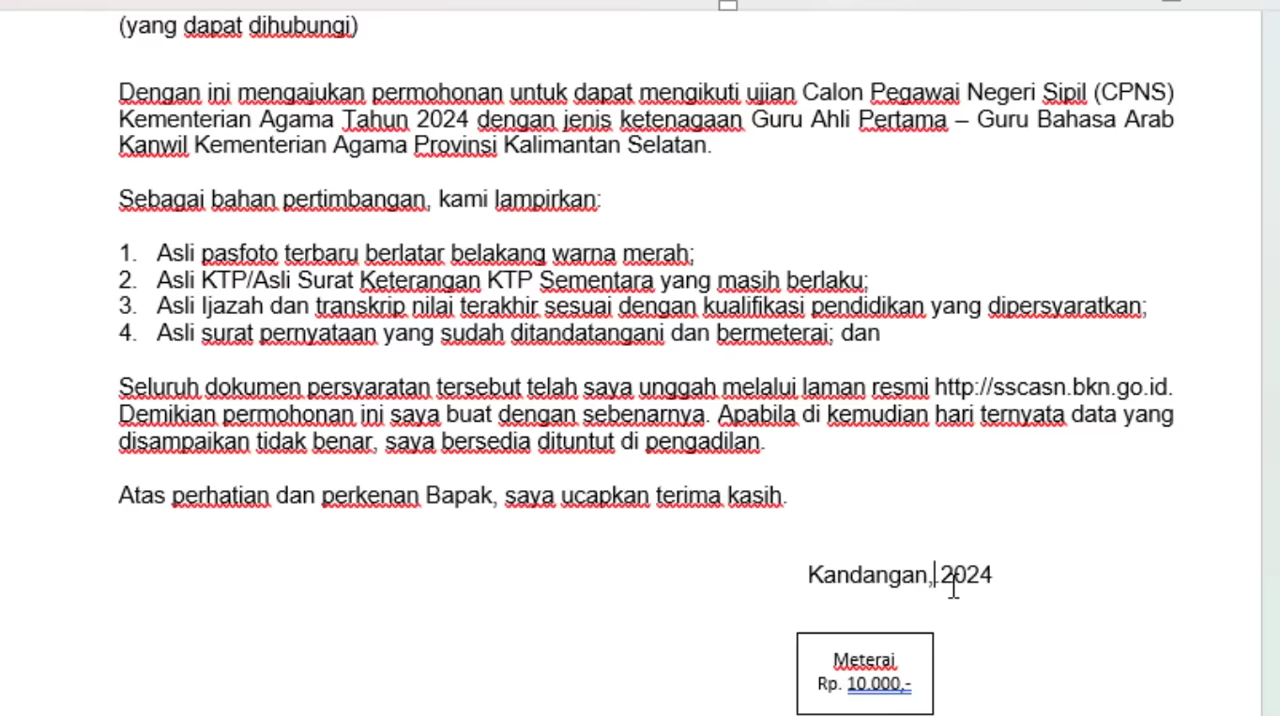 (yang dapat dihubungi)
Dengan ini mengajukan permohonan untuk dapat mengikuti ujian Calon Pegawai Negeri Sipil (CPNS)
Kementerian Agama Tahun 2024 dengan jenis ketenagaan Guru Ahli Pertama – Guru Bahasa Arab
Kanwil Kementerian Agama Provinsi Kalimantan Selatan.
Sebagai bahan pertimbangan, kami lampirkan:
1. Asli pasfoto terbaru berlatar belakang warna merah;
2. Asli KTP/Asli Surat Keterangan KTP Sementara yang masih berlaku;
3. Asli Ijazah dan transkrip nilai terakhir sesuai dengan kualifikasi pendidikan yang dipersyaratkan;
4. Asli surat pernyataan yang sudah ditandatangani dan bermeterai; dan
Seluruh dokumen persyaratan tersebut telah saya unggah melalui laman resmi http://sscasn.bkn.go.id.
Demikian permohonan ini saya buat dengan sebenarnya. Apabila di kemudian hari ternyata data yang
disampaikan tidak benar, saya bersedia dituntut di pengadilan.
Atas perhatian dan perkenan Bapak, saya ucapkan terima kasih.
Kandangan, 2024
Meterai
Rp. 10.000,-